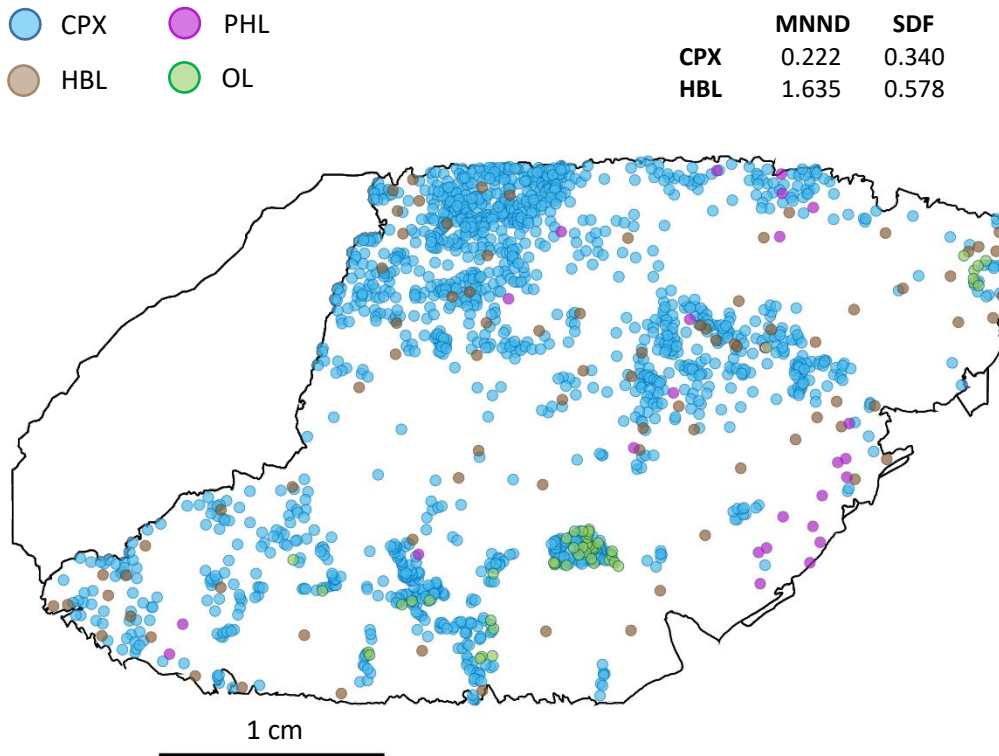 CPX PHL
HBL OL
MNND SDF
CPX 0.222 0.340
HBL 1.635 0.578
1 cm